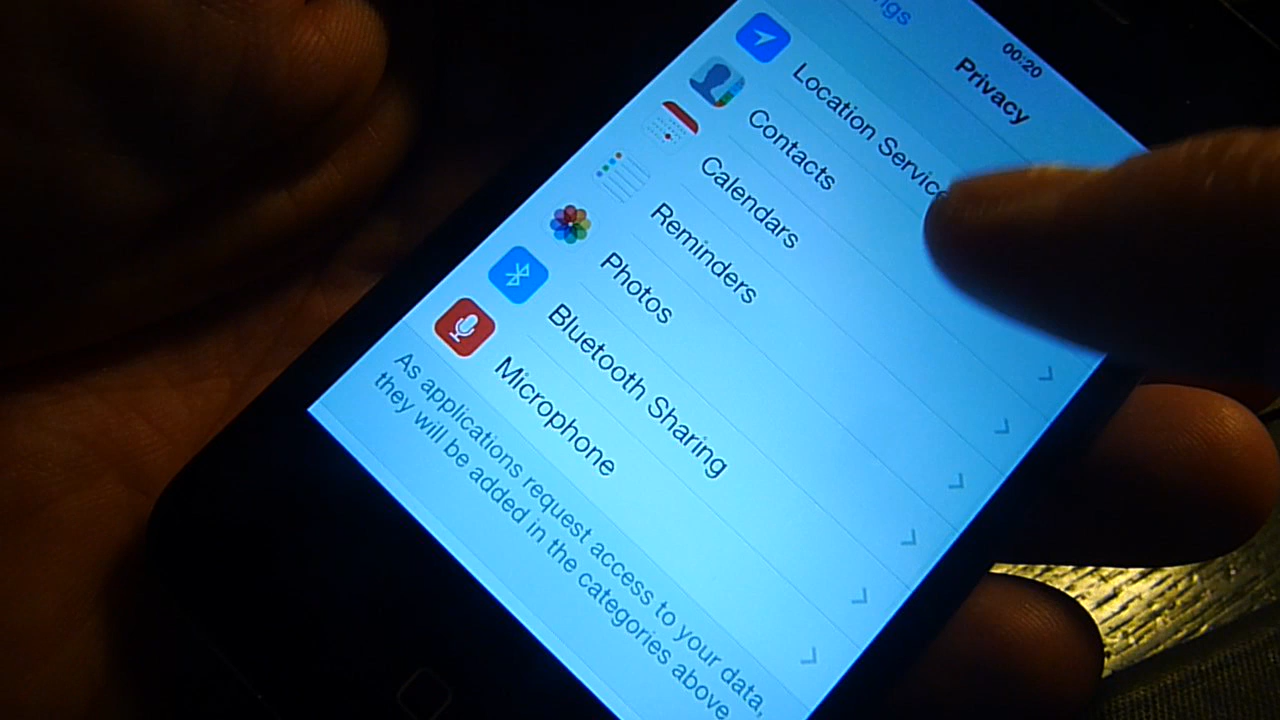 00:20
Privacy
Location
Contacts
Calendars
Reminders
Photos
Bluetooth Sharing
Microphone
As applications request access to your data,
they will be added in the categories above